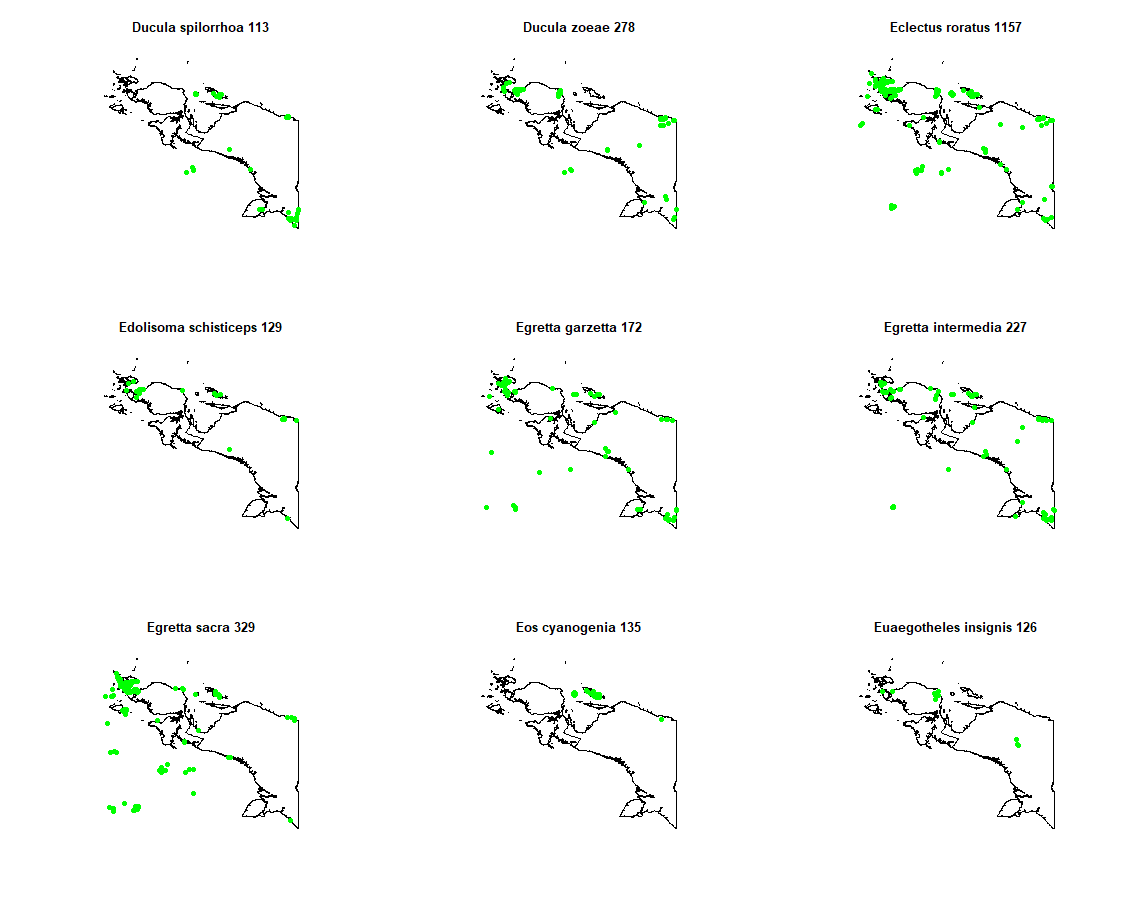 Ducula spilorrhoa 113
Ducula zoeae 278
Eclectus roratus 1157
Edolisoma schisticeps 129
Egretta garzetta 172
Egretta intermedia 227
Egretta sacra 329
Eos cyanogenia 135
Euaegotheles insignis 126